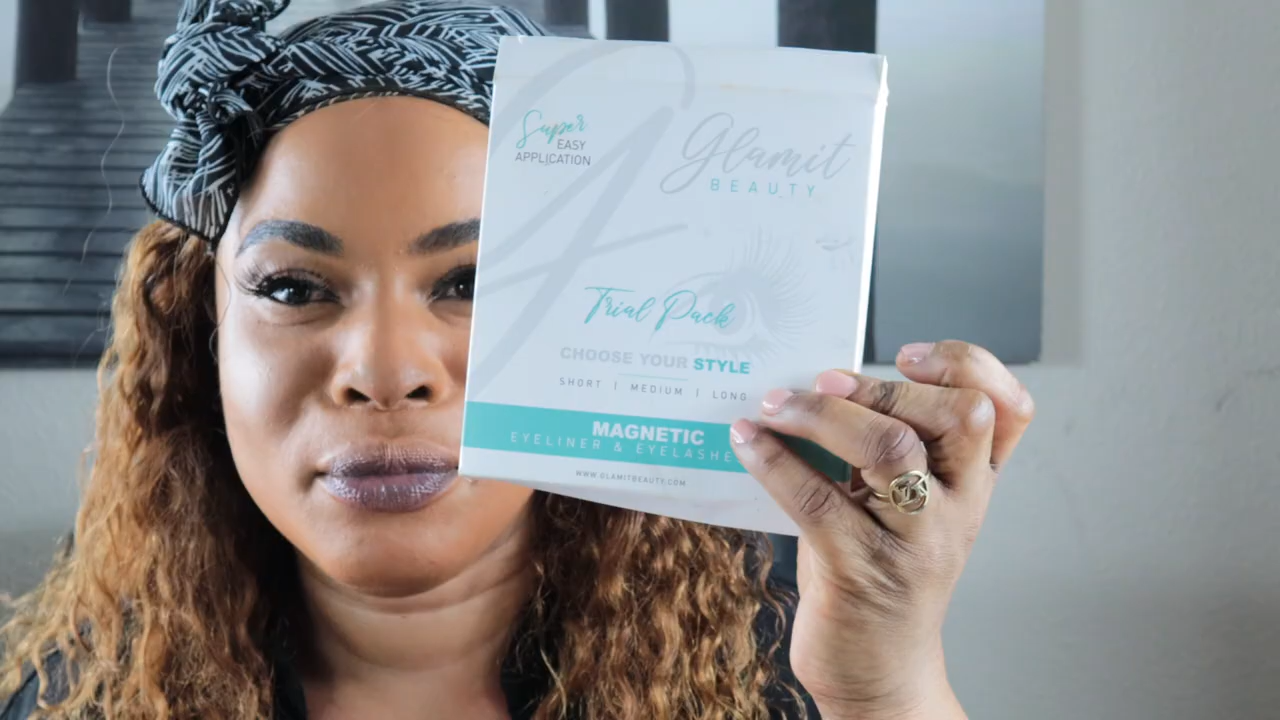 Super
EASY
APPLICATION
Glamit
BEAUTY
Trial Pack
CHOOSE YOUR STYLE
SHORT | MEDIUM | LONG
MAGNETIC
EYELINER & EYELASHE
WWW.GLAMITBEAUTY.COM